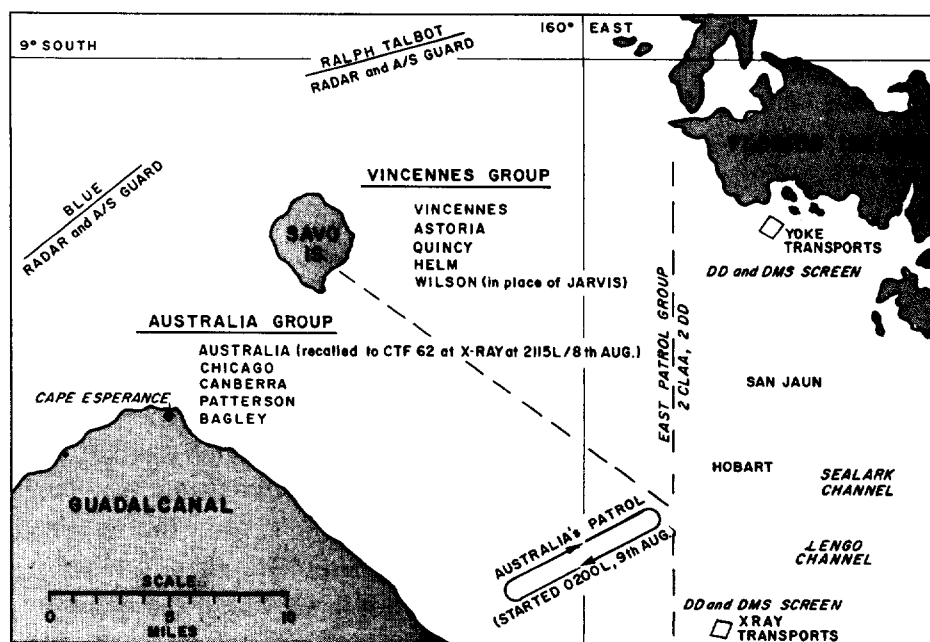 9° SOUTH
160° EAST
RALPH TALBOT
RADAR and A/S GUARD
BLUE
RADAR and A/S GUARD
VINCENNES GROUP
VINCENNES
ASTORIA
QUINCY
HELM
WILSON (in place of JARVIS)
SAVO
IS.
YOKE
TRANSPORTS
DD and DMS SCREEN
AUSTRALIA GROUP
AUSTRALIA (recalled to CTF 62 at X-RAY at 2115L/8th AUG.)
CHICAGO
CANBERRA
PATTERSON
BAGLEY
CAPE ESPERANCE
EAST PATROL GROUP
2 CLAA, 2 DD
SAN JAUN
HOBART
SEALARK
CHANNEL
LENGO
CHANNEL
GUADALCANAL
AUSTRALIA's PATROL
(STARTED 0200L, 9th AUG.)
SCALE
0 10
MILES
DD and DMS SCREEN
XRAY
TRANSPORTS